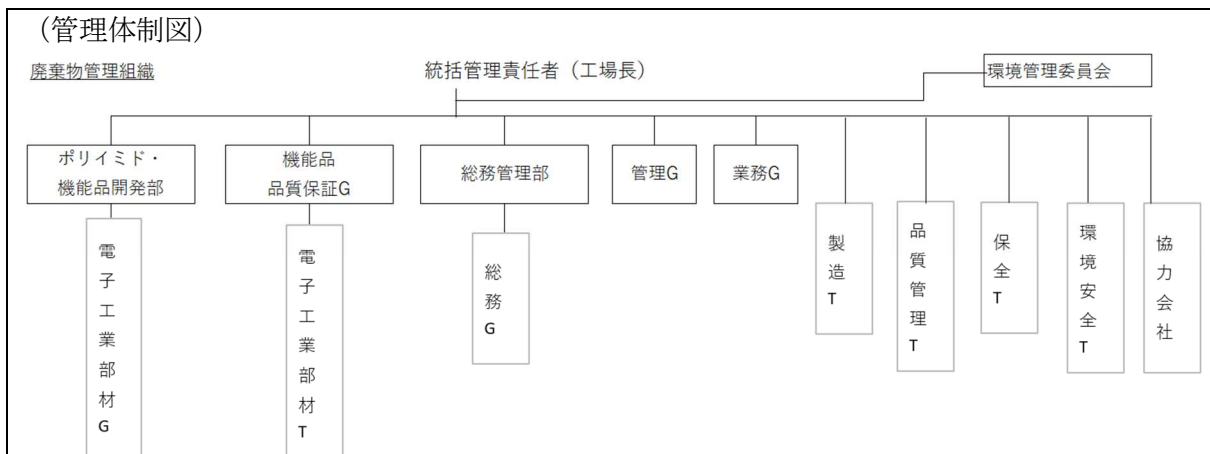 （管理体制図）
廃棄物管理組織
統括管理責任者（工場長）
環境管理委員会
ポリイミド・
機能品開発部
機能品
品質保証G
総務管理部
管理G
業務G
電子工業部材G
電子工業部材T
総務G
製造T
品質管理T
保全T
環境安全T
協力会社